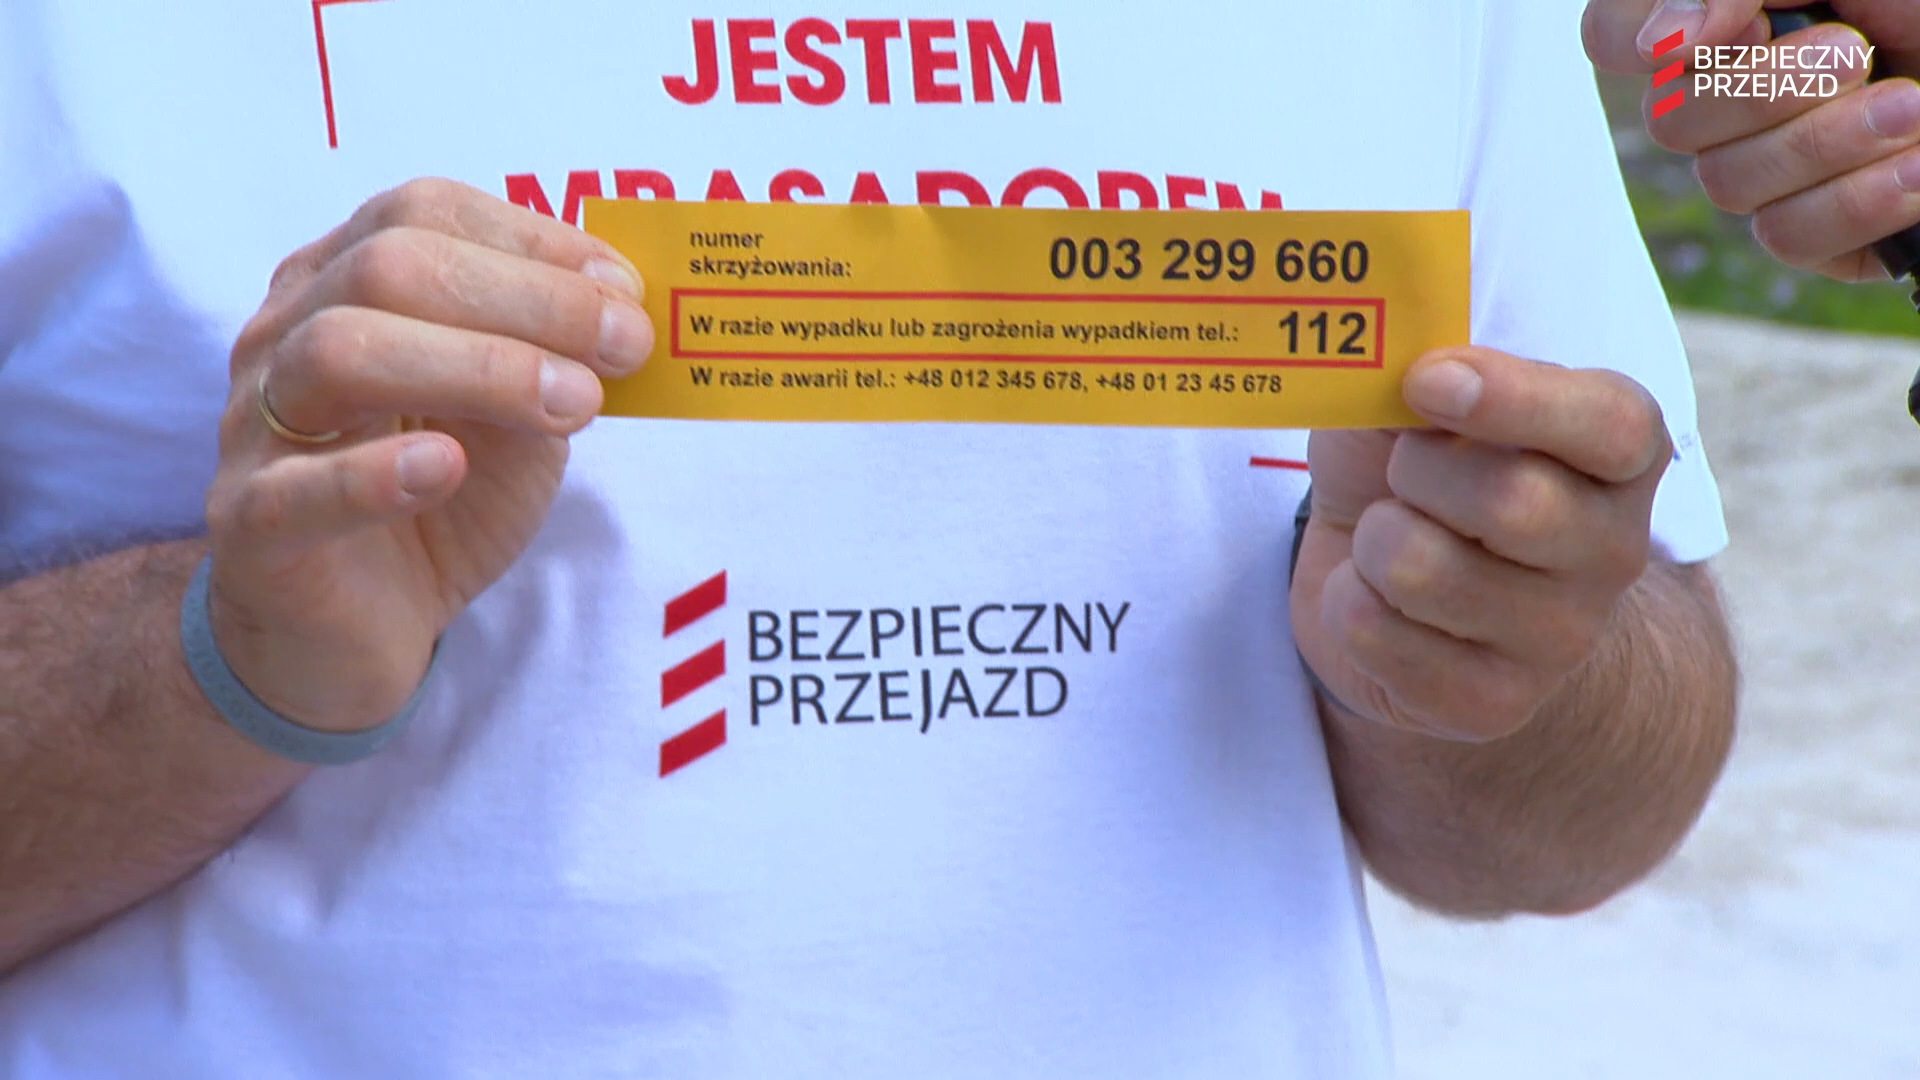 JESTEM
BEZPIECZNY
PRZEJAZD
numer
skrzyżowania:
003 299 660
W razie wypadku lub zagrożenia wypadkiem tel.: 112
W razie awarii tel.: +48 012 345 678, +48 01 23 45 678
BEZPIECZNY
PRZEJAZD